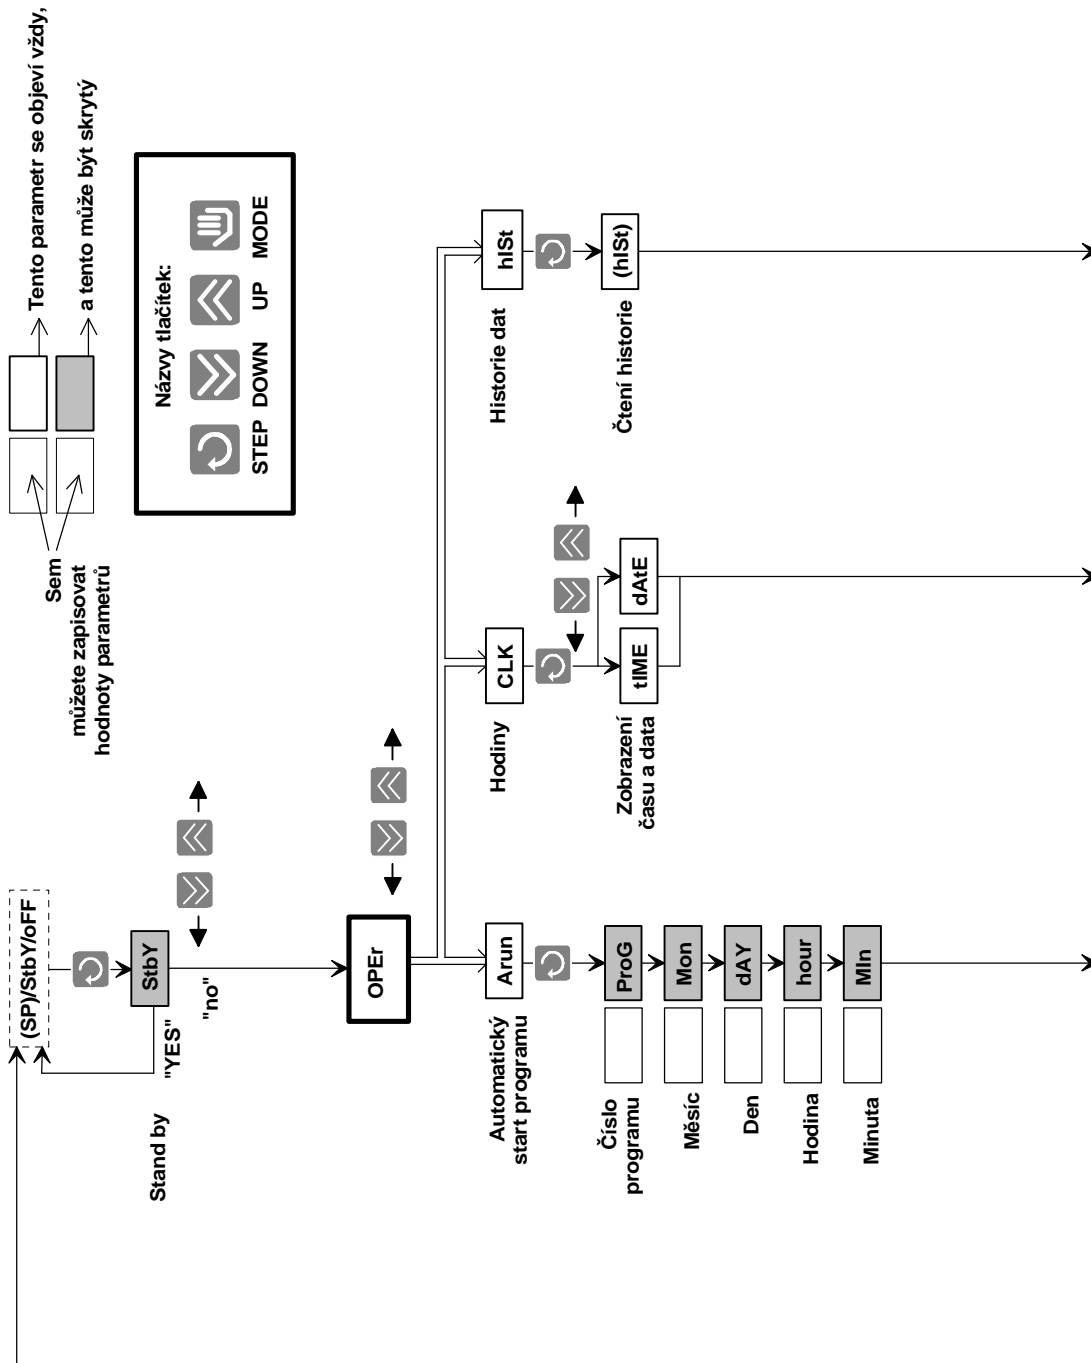 Tento parametr se objeví vždy,
a tento může být skrytý
Sem
můžete zapisovat
hodnoty parametrů
Názvy tlačítek:
STEP DOWN UP MODE
(SP)/StbY/oFF
StbY
"YES"
"no"
Stand by
OPEr
Arun
Automatický
start programu
ProG
Číslo
programu
Mon
Měsíc
dAY
Den
hour
Hodina
MIn
Minuta
CLK
Hodiny
tIME
dAtE
Zobrazení
času a data
hISt
Historie dat
(hISt)
Čtení historie